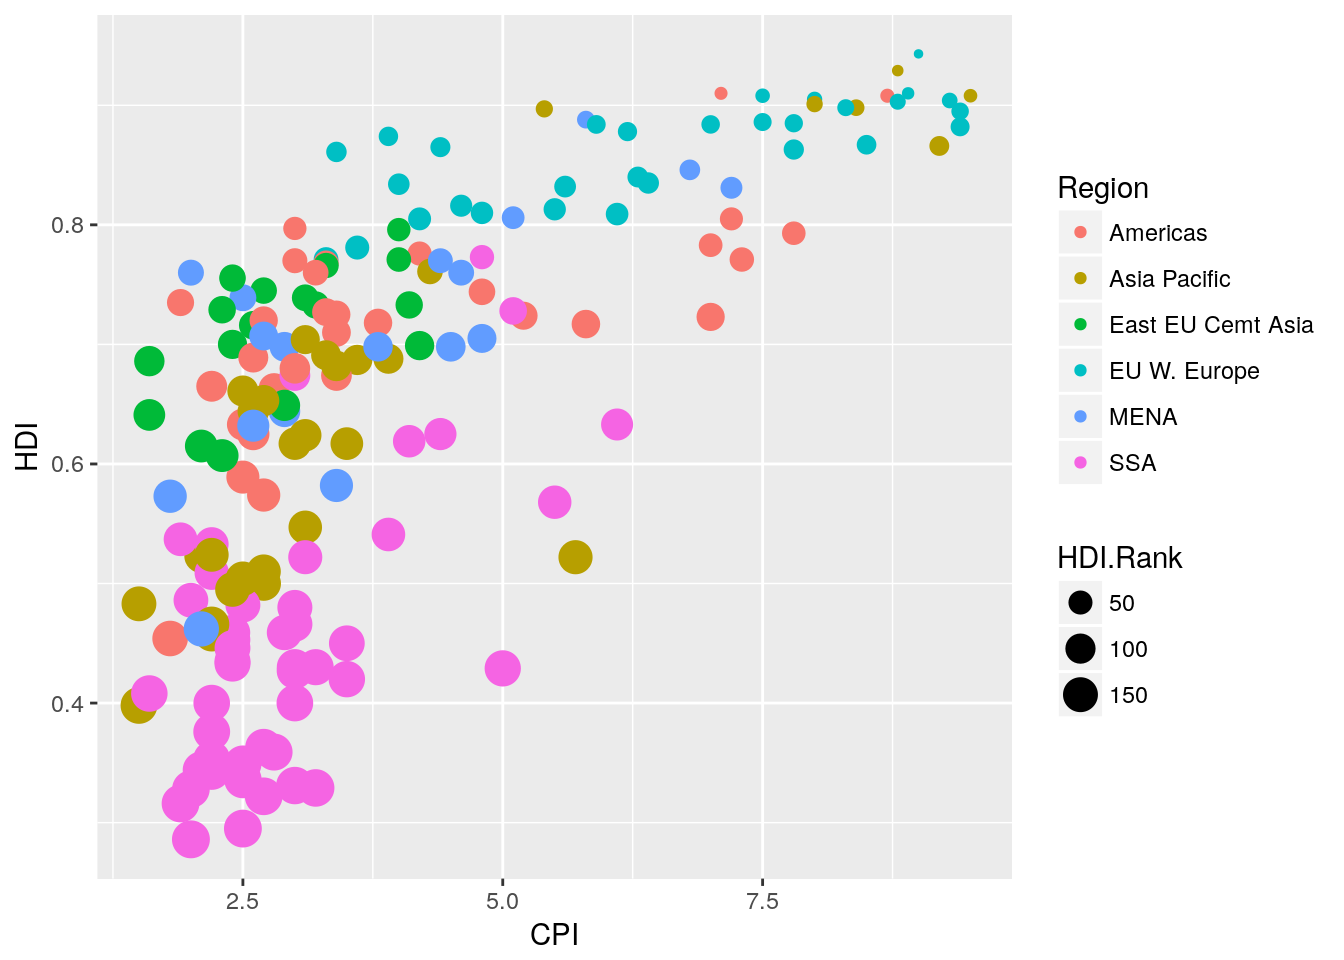 HDI
0.8
0.6
0.4
2.5
5.0
7.5
CPI
Region
Americas
Asia Pacific
East EU Cemt Asia
EU W. Europe
MENA
SSA
HDI.Rank
50
100
150